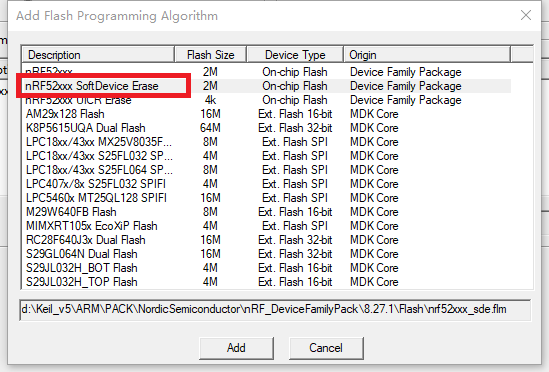 Add Flash Programming Algorithm
Description Flash Size Device Type Origin
nRF52xxx 2M On-chip Flash Device Family Package
nRF52xxx SoftDevice Erase 2M On-chip Flash Device Family Package
nRF52xxx UICR Erase 4k On-chip Flash Device Family Package
AM29x128 Flash 16M Ext. Flash 16-bit MDK Core
K8P5615UQA Dual Flash 64M Ext. Flash 32-bit MDK Core
LPC18xx/43xx MX25V8035F... 8M Ext. Flash SPI MDK Core
LPC18xx/43xx S25FL032 SP... 4M Ext. Flash SPI MDK Core
LPC18xx/43xx S25FL064 SP... 8M Ext. Flash SPI MDK Core
LPC407x/8x S25FL032 SPIFI 4M Ext. Flash SPI MDK Core
LPC5460x MT25QL128 SPIFI 16M Ext. Flash SPI MDK Core
M29W640FB Flash 8M Ext. Flash 16-bit MDK Core
MIMXRT105x EcoXiP Flash 4M Ext. Flash SPI MDK Core
RC28F640J3x Dual Flash 16M Ext. Flash 32-bit MDK Core
S29GL064N Dual Flash 16M Ext. Flash 32-bit MDK Core
S29JL032H_BOT Flash 4M Ext. Flash 16-bit MDK Core
S29JL032H_TOP Flash 4M Ext. Flash 16-bit MDK Core
d:\Keil_v5\ARM\PACK\NordicSemiconductor\nRF_DeviceFamilyPack\8.27.1\Flash\nrf52xxx_sde.flm
Add Cancel